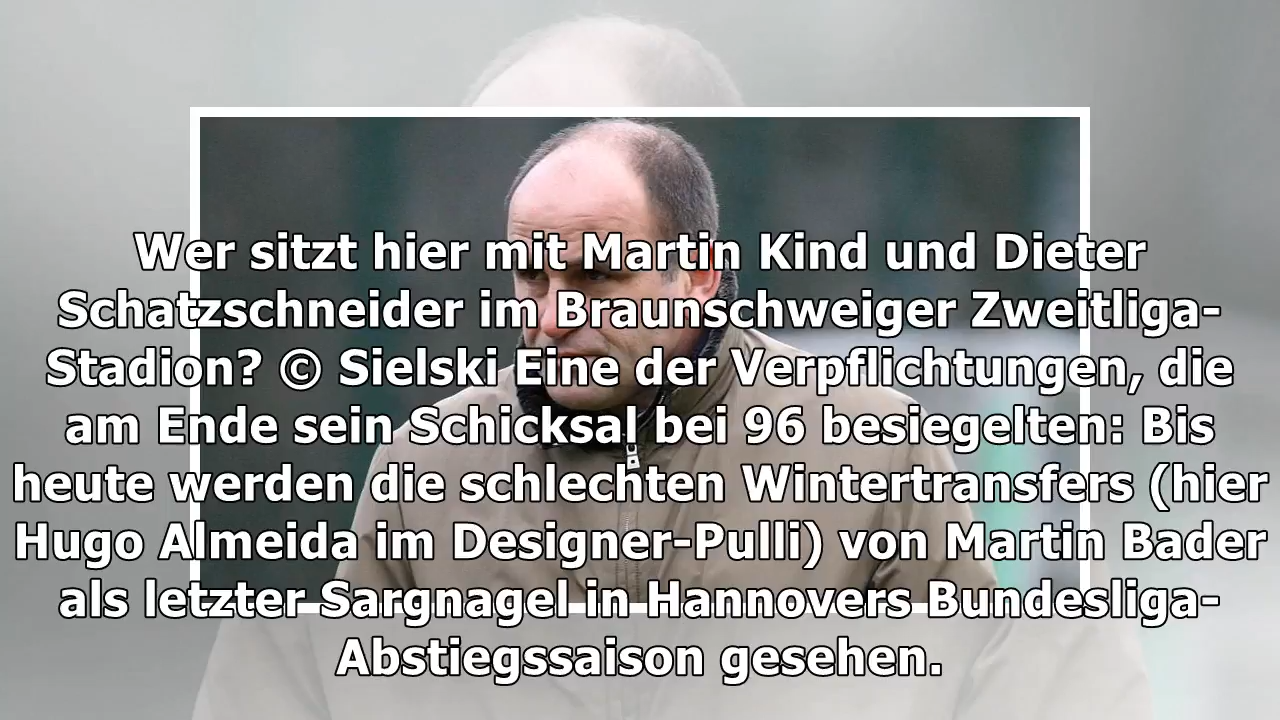 Wer sitzt hier mit Martin Kind und Dieter
Schatzschneider im Braunschweiger Zweitliga-
Stadion? © Sielski Eine der Verpflichtungen, die
am Ende sein Schicksal bei 96 besiegelten: Bis
heute werden die schlechten Wintertransfers (hier
Hugo Almeida im Designer-Pulli) von Martin Bader
als letzter Sargnagel in Hannovers Bundesliga-
Abstiegssaison gesehen.